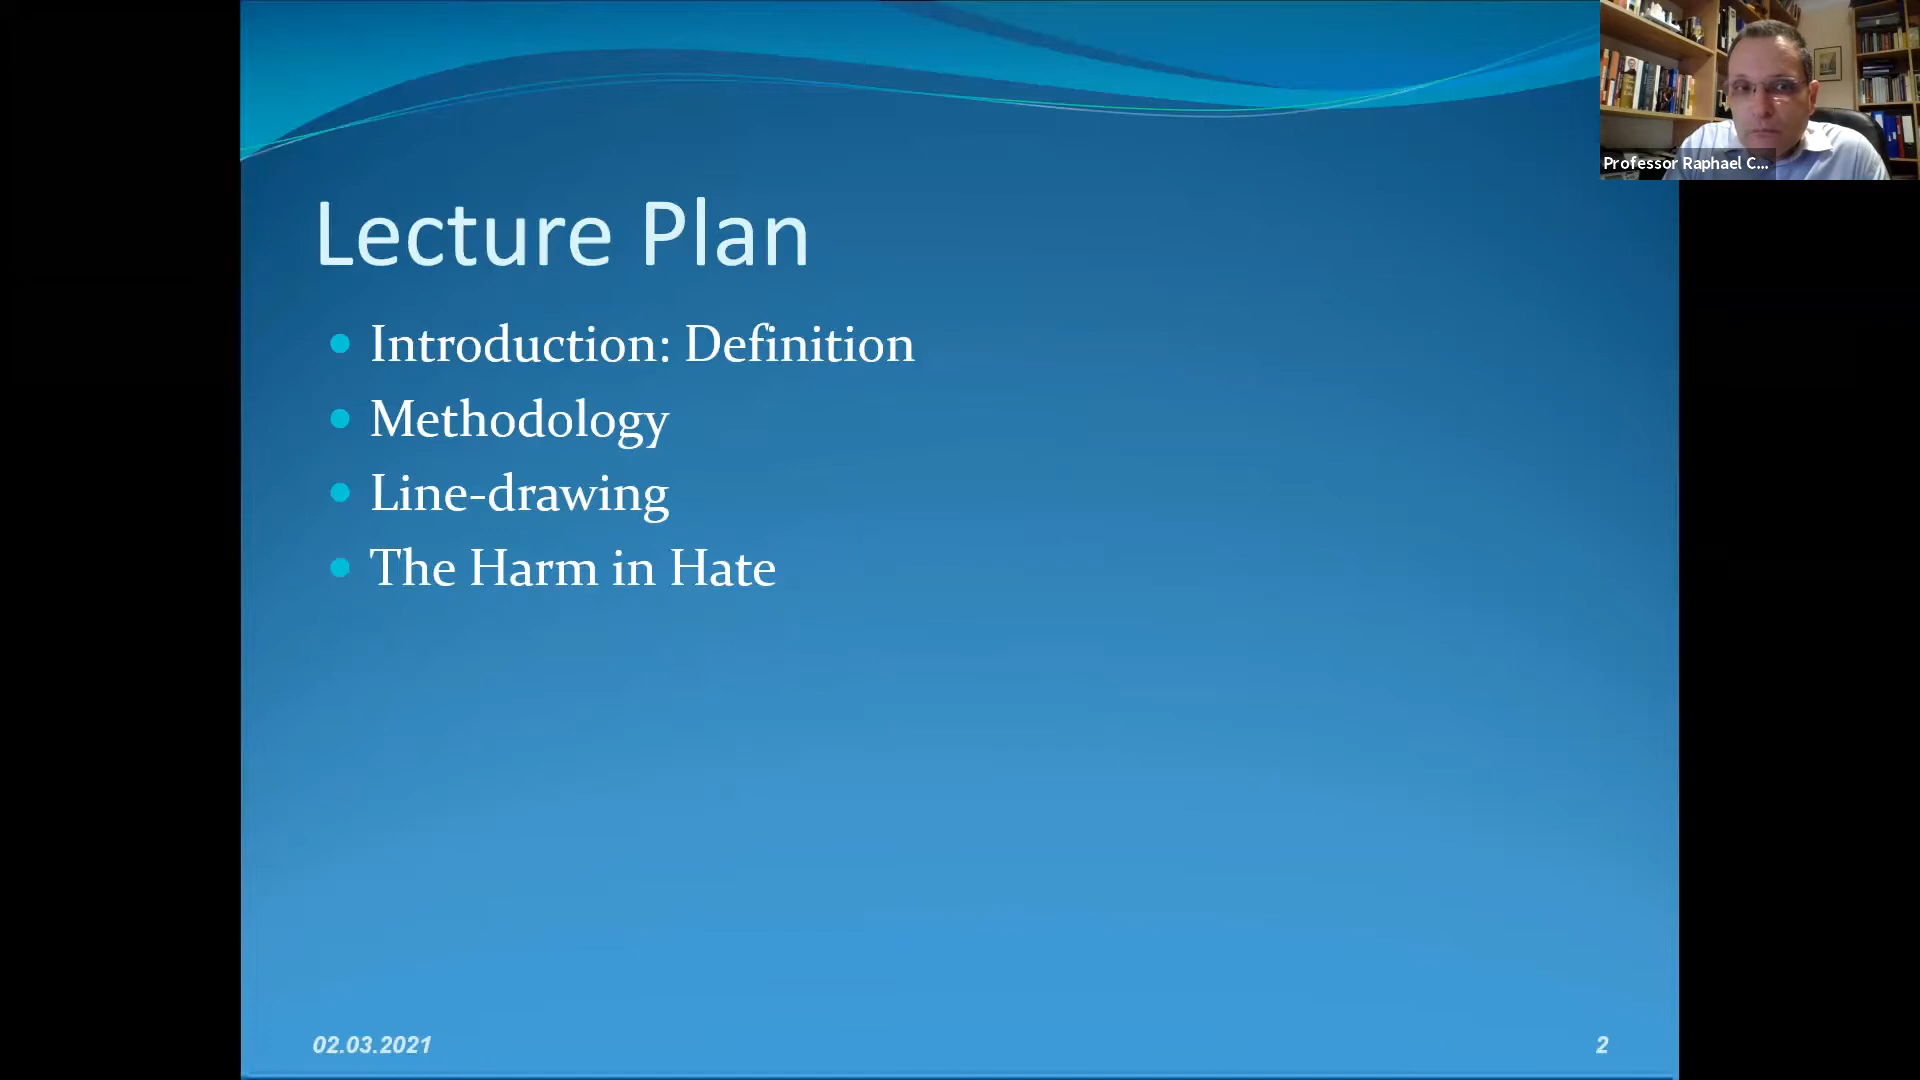 Professor Raphael C...
Lecture Plan
Introduction: Definition
Methodology
Line-drawing
The Harm in Hate
02.03.2021
2